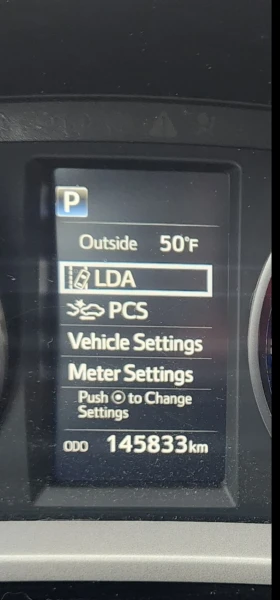 P
Outside 50°F
LDA
PCS
Vehicle Settings
Meter Settings
Push ⦿ to Change
Settings
ODO 145833km